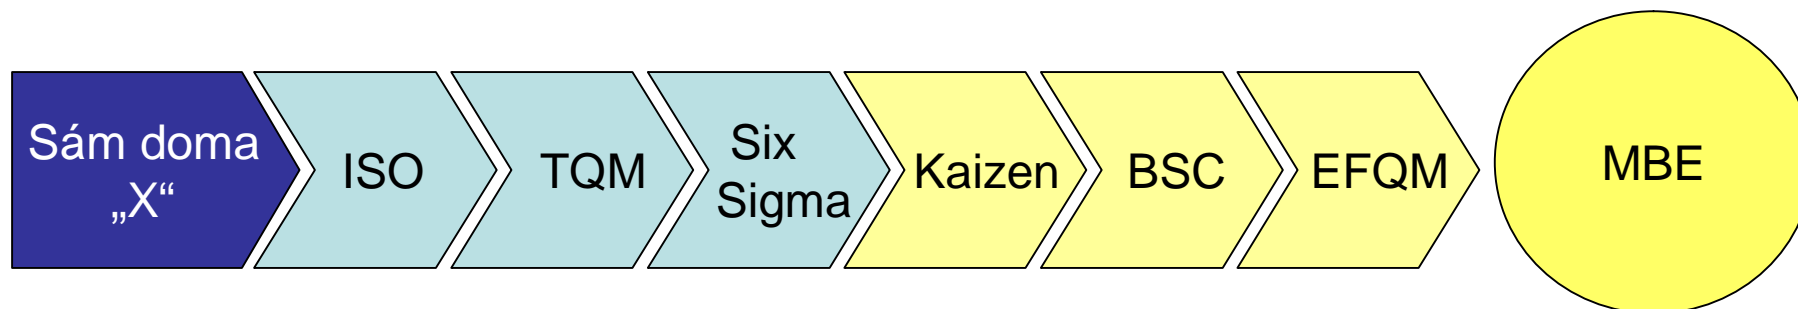 Sám doma
„X“
ISO
TQM
Six
Sigma
Kaizen
BSC
EFQM
MBE